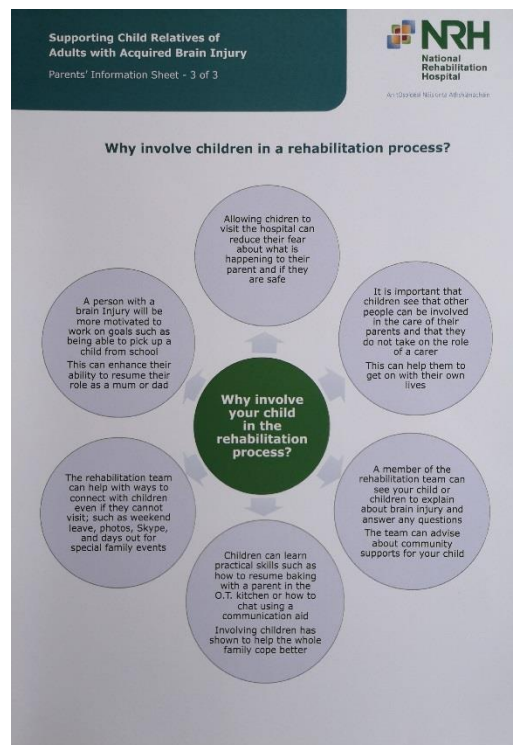 Supporting Child Relatives of
Adults with Acquired Brain Injury
Parents' Information Sheet - 3 of 3
NRH
National
Rehabilitation
Hospital
Why involve children in a rehabilitation process?
Allowing chidren to
visit the hospital can
reduce their fear
about what is
happening to their
parent and if they
are safe
It is important that
children see that other
people can be involved
in the care of their
parents and that they
do not take on the role
of a carer
This can help them to
get on with their own
lives
A member of the
rehabilitation team can
see your child or
children to explain
about brain injury and
answer any questions
The team can advise
about community
supports for your child
Children can learn
practical skills such as
how to resume baking
with a parent in the
O.T. kitchen or how to
chat using a
communication aid
Involving children has
shown to help the whole
family cope better
The rehabilitation team
can help with ways to
connect with children
even if they cannot
visit; such as weekend
leave, photos, Skype,
and days out for
special family events
A person with a
brain Injury will be
more motivated to
work on goals such as
being able to pick up a
child from school
This can enhance their
ability to resume their
role as a mum or dad
Why involve
your child
in the
rehabilitation
process?